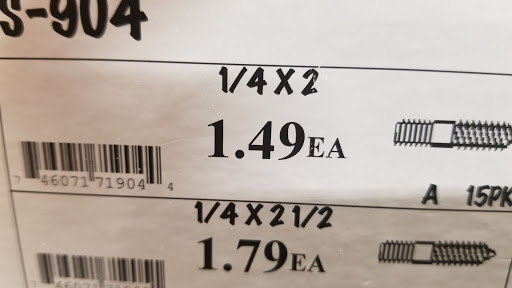 S-904
1/4 X 2
1.49EA
7 46071 71904 4
A 15PK
1/4 X 2 1/2
1.79EA